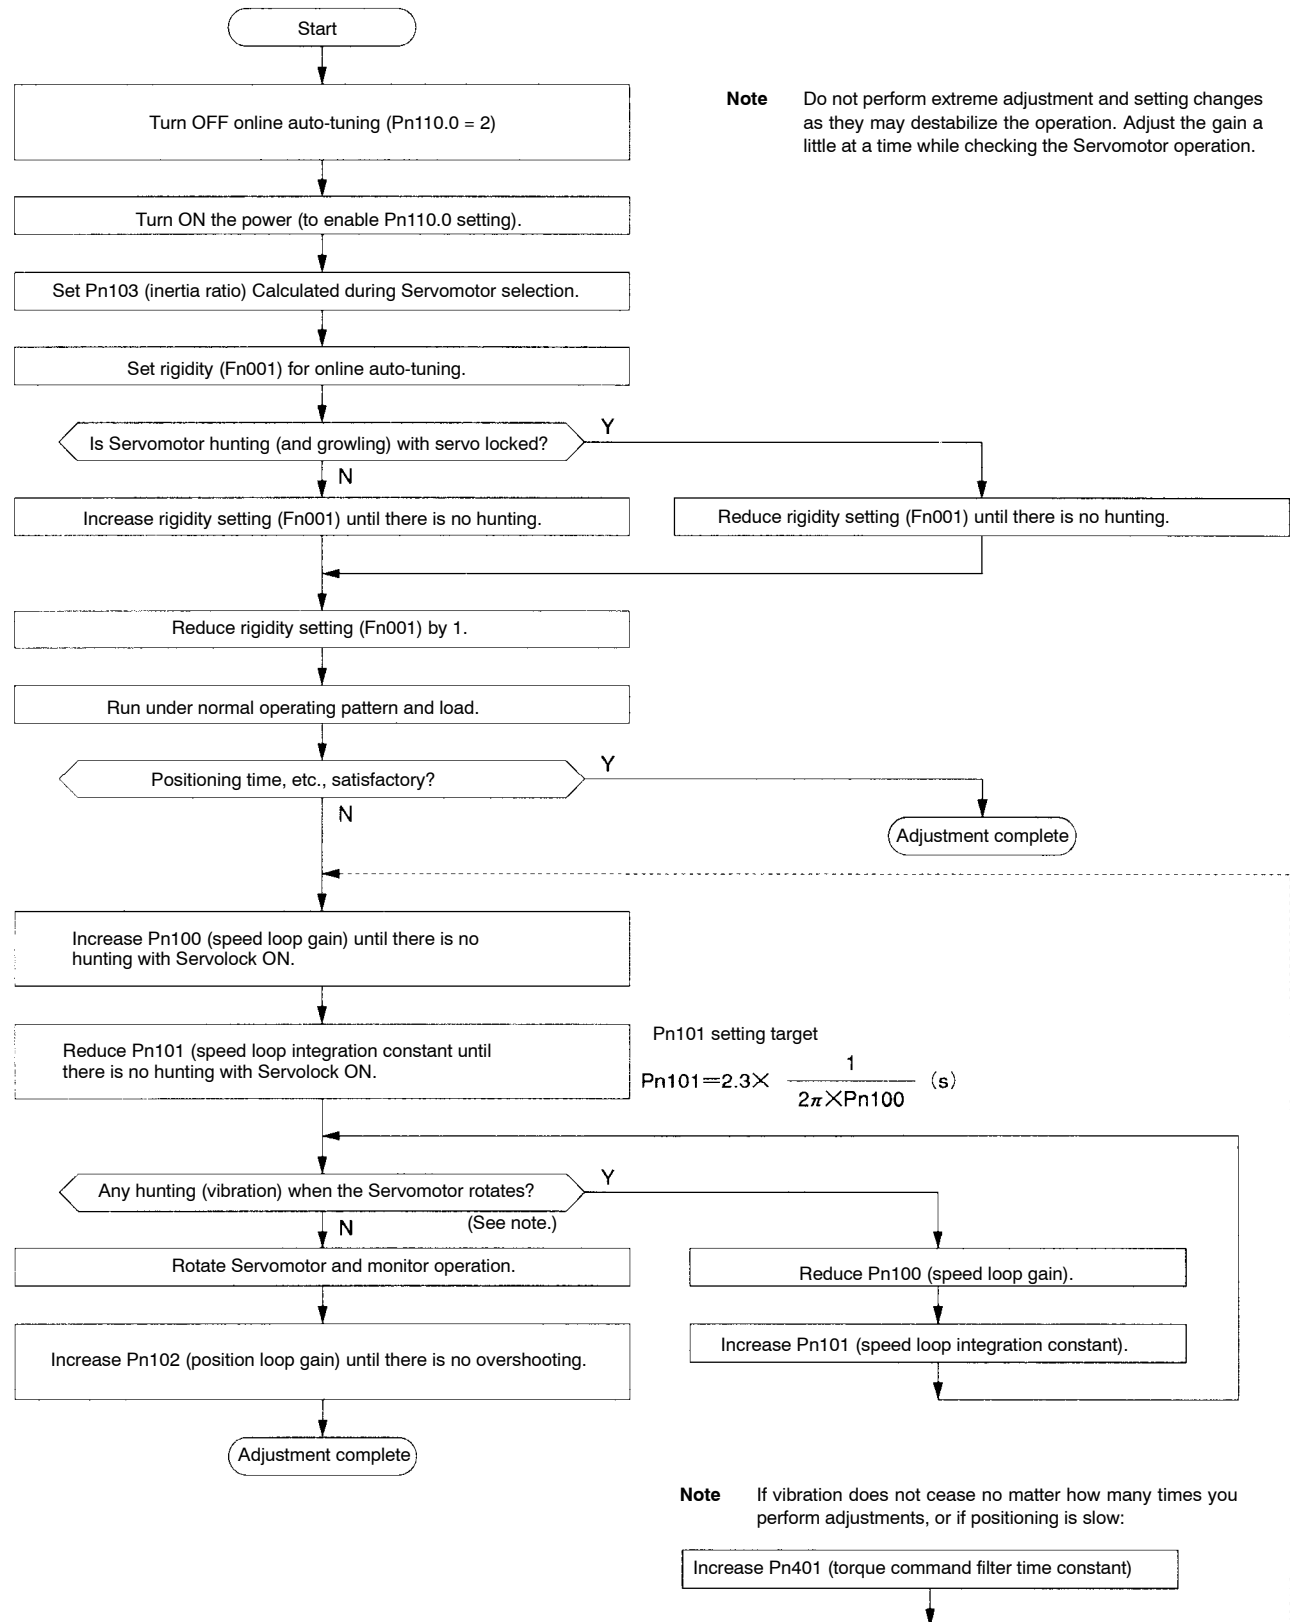 Start
Turn OFF online auto-tuning (Pn110.0 = 2)
Note Do not perform extreme adjustment and setting changes
as they may destabilize the operation. Adjust the gain a
little at a time while checking the Servomotor operation.
Turn ON the power (to enable Pn110.0 setting).
Set Pn103 (inertia ratio) Calculated during Servomotor selection.
Set rigidity (Fn001) for online auto-tuning.
Is Servomotor hunting (and growling) with servo locked?
Y
N
Increase rigidity setting (Fn001) until there is no hunting.
Reduce rigidity setting (Fn001) until there is no hunting.
Reduce rigidity setting (Fn001) by 1.
Run under normal operating pattern and load.
Positioning time, etc., satisfactory?
Y
N
Adjustment complete
Increase Pn100 (speed loop gain) until there is no
hunting with Servolock ON.
Reduce Pn101 (speed loop integration constant until
there is no hunting with Servolock ON.
Pn101 setting target
Pn101=2.3× 1 / 2π×Pn100 (s)
Any hunting (vibration) when the Servomotor rotates?
Y
(See note.)
N
Rotate Servomotor and monitor operation.
Reduce Pn100 (speed loop gain).
Increase Pn101 (speed loop integration constant).
Increase Pn102 (position loop gain) until there is no overshooting.
Adjustment complete
Note If vibration does not cease no matter how many times you
perform adjustments, or if positioning is slow:
Increase Pn401 (torque command filter time constant)